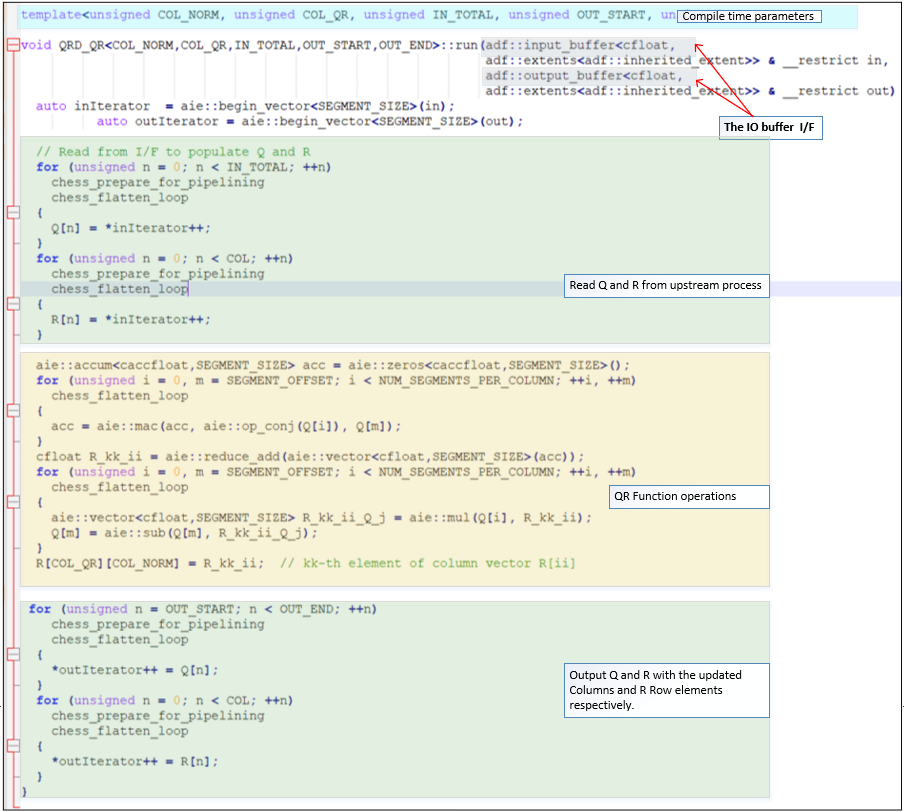 template<unsigned COL_NORM, unsigned COL_QR, unsigned IN_TOTAL, unsigned OUT_START, un
Compile time parameters
void QRD_QR<COL_NORM,COL_QR,IN_TOTAL,OUT_START,OUT_END>::run(adf::input_buffer<cfloat,
adf::extents<adf::inherited_extent>> & __restrict in,
adf::output_buffer<cfloat,
adf::extents<adf::inherited_extent>> & __restrict out)
auto inIterator  = aie::begin_vector<SEGMENT_SIZE>(in);
auto outIterator = aie::begin_vector<SEGMENT_SIZE>(out);
The IO buffer  I/F
// Read from I/F to populate Q and R
for (unsigned n = 0; n < IN_TOTAL; ++n)
chess_prepare_for_pipelining
chess_flatten_loop
{
Q[n] = *inIterator++;
}
for (unsigned n = 0; n < COL; ++n)
chess_prepare_for_pipelining
chess_flatten_loop
Read Q and R from upstream process
{
R[n] = *inIterator++;
}
aie::accum<caccfloat,SEGMENT_SIZE> acc = aie::zeros<caccfloat,SEGMENT_SIZE>();
for (unsigned i = 0, m = SEGMENT_OFFSET; i < NUM_SEGMENTS_PER_COLUMN; ++i, ++m)
chess_flatten_loop
{
acc = aie::mac(acc, aie::op_conj(Q[i]), Q[m]);
}
cfloat R_kk_ii = aie::reduce_add(aie::vector<cfloat,SEGMENT_SIZE>(acc));
for (unsigned i = 0, m = SEGMENT_OFFSET; i < NUM_SEGMENTS_PER_COLUMN; ++i, ++m)
chess_flatten_loop
QR Function operations
{
aie::vector<cfloat,SEGMENT_SIZE> R_kk_ii_Q_j = aie::mul(Q[i], R_kk_ii);
Q[m] = aie::sub(Q[m], R_kk_ii_Q_j);
}
R[COL_QR][COL_NORM] = R_kk_ii;  // kk-th element of column vector R[ii]
for (unsigned n = OUT_START; n < OUT_END; ++n)
chess_prepare_for_pipelining
chess_flatten_loop
{
*outIterator++ = Q[n];
}
for (unsigned n = 0; n < COL; ++n)
chess_prepare_for_pipelining
chess_flatten_loop
Output Q and R with the updated
Columns and R Row elements
respectively.
{
*outIterator++ = R[n];
}
}